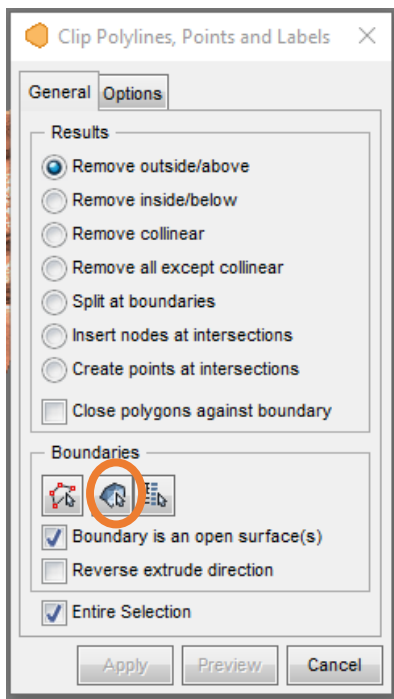 Clip Polylines, Points and Labels
General Options
Results
Remove outside/above
Remove inside/below
Remove collinear
Remove all except collinear
Split at boundaries
Insert nodes at intersections
Create points at intersections
Close polygons against boundary
Boundaries
Boundary is an open surface(s)
Reverse extrude direction
Entire Selection
Apply Preview Cancel